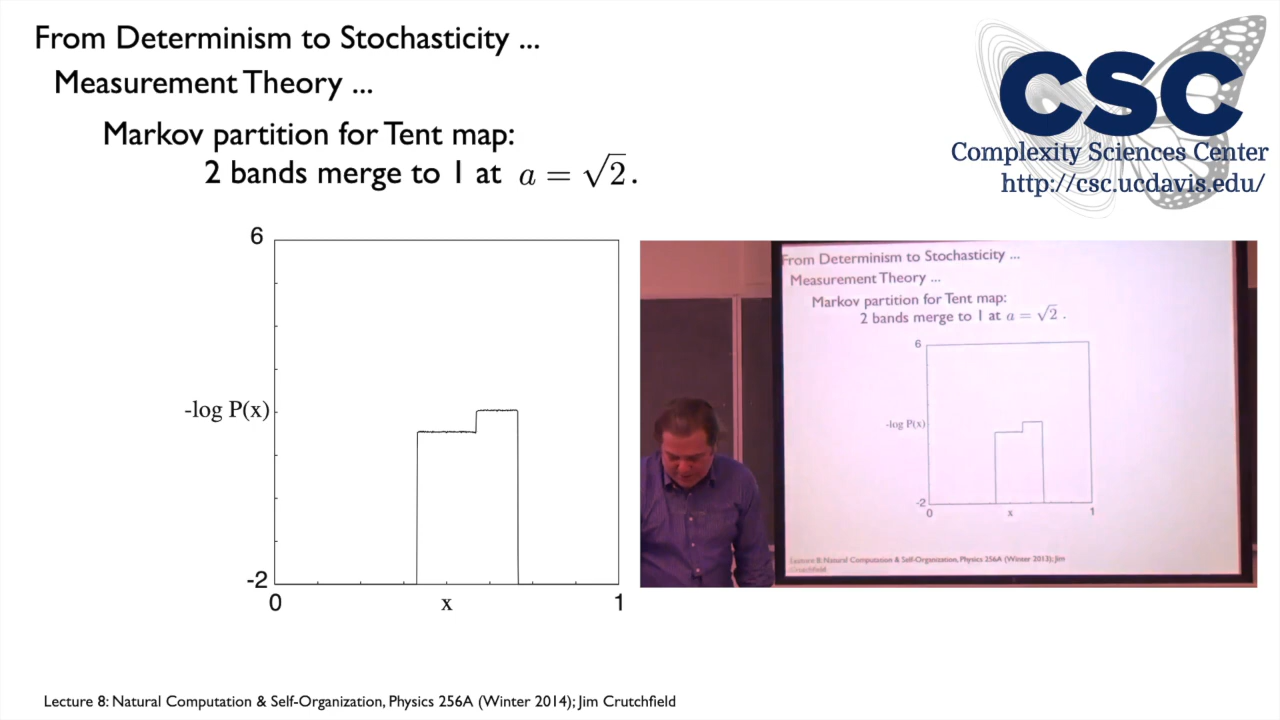 From Determinism to Stochasticity ...
Measurement Theory ...
Markov partition for Tent map:
2 bands merge to 1 at a = √2.
CSC
Complexity Sciences Center
http://csc.ucdavis.edu/
6
-log P(x)
-2
0
x
1
From Determinism to Stochasticity ...
Measurement Theory ...
Markov partition for Tent map:
2 bands merge to 1 at a = √2 .
6
-log P(x)
-2
0
x
1
Lecture 8: Natural Computation & Self-Organization, Physics 256A (Winter 2013); Jim
Crutchfield
Lecture 8: Natural Computation & Self-Organization, Physics 256A (Winter 2014); Jim Crutchfield